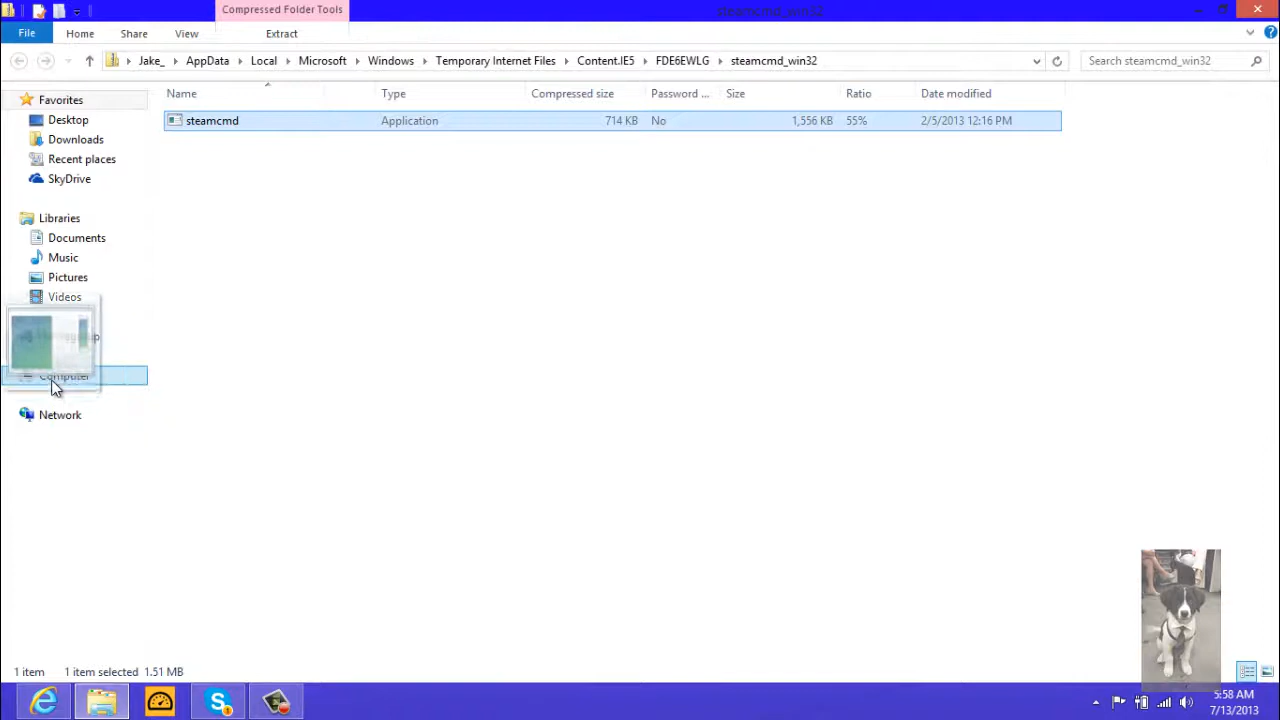 Compressed Folder Tools
steamcmd_win32
File Home Share View Extract
Jake_ AppData Local Microsoft Windows Temporary Internet Files Content.IE5 FDE6EWLG steamcmd_win32
Search steamcmd_win32
Name Type Compressed size Password ... Size Ratio Date modified
steamcmd Application 714 KB No 1,556 KB 55% 2/5/2013 12:16 PM
Favorites
Desktop
Downloads
Recent places
SkyDrive
Libraries
Documents
Music
Pictures
Videos
Computer
Network
1 item 1 item selected 1.51 MB
5:58 AM
7/13/2013